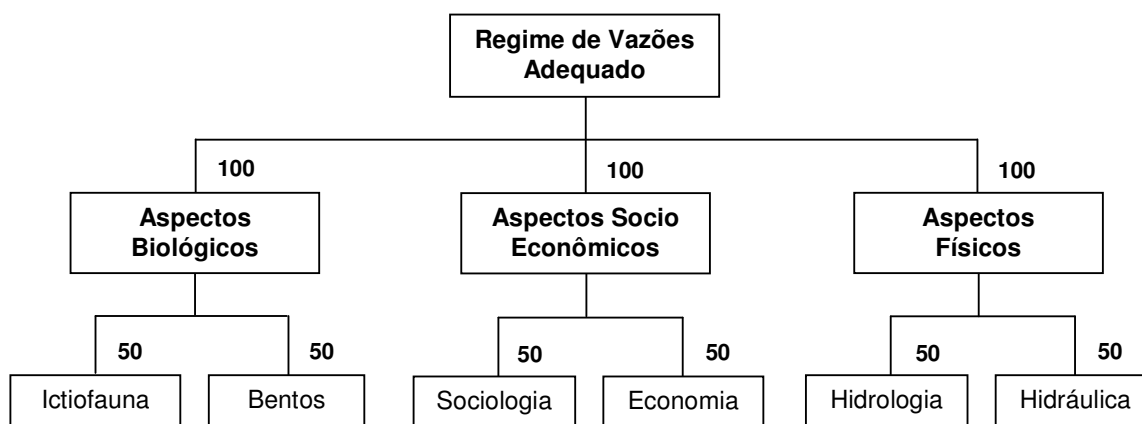 Regime de Vazões
Adequado
100
100
100
Aspectos
Biológicos
Aspectos Socio
Econômicos
Aspectos
Físicos
50
50
50
50
50
50
Ictiofauna
Bentos
Sociologia
Economia
Hidrologia
Hidráulica